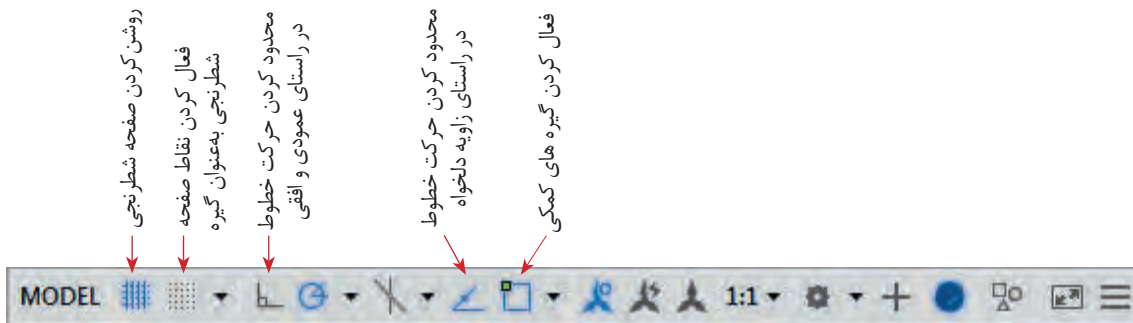 روشن کردن صفحه شطرنجی
فعال کردن نقاط صفحه
شطرنجی به‌عنوان گیره
محدود کردن حرکت خطوط
در راستای عمودی و افقی
محدود کردن حرکت خطوط
در راستای زاویه دلخواه
فعال کردن گیره های کمکی
MODEL
1:1